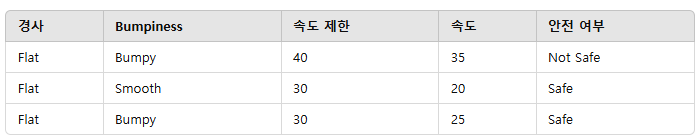 경사 Bumpiness 속도 제한 속도 안전 여부
Flat Bumpy 40 35 Not Safe
Flat Smooth 30 20 Safe
Flat Bumpy 30 25 Safe